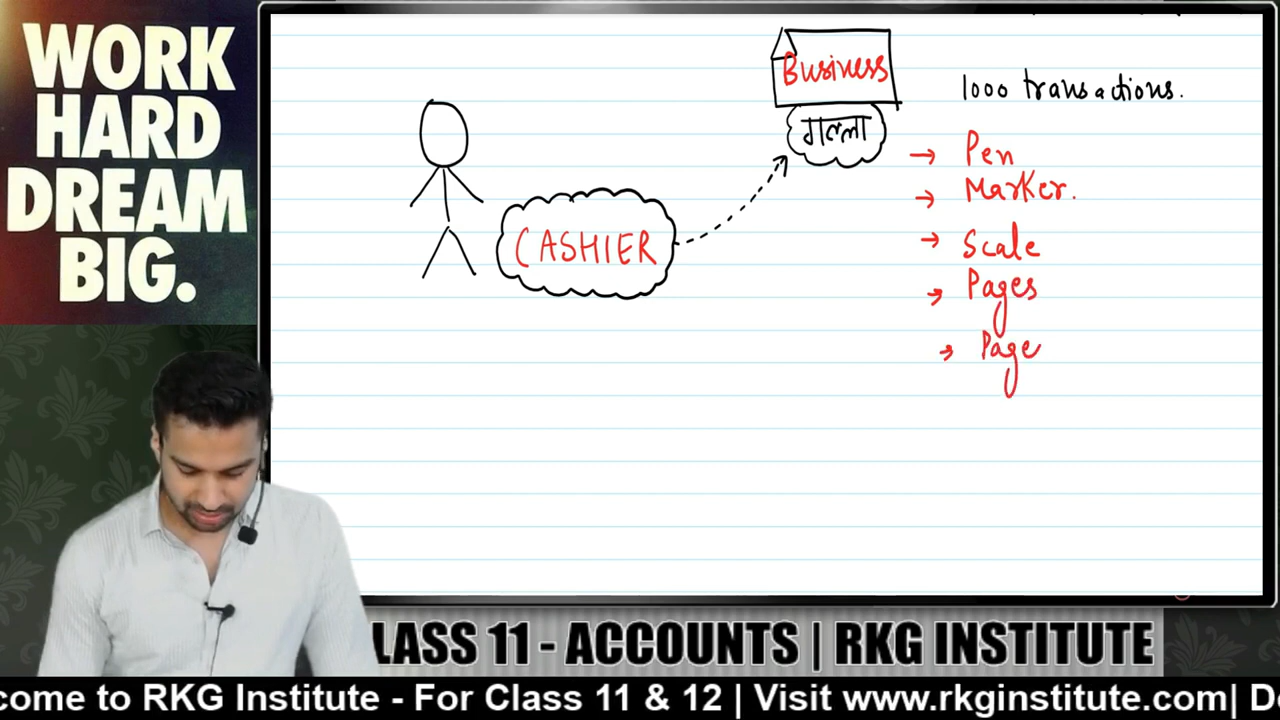 WORK
HARD
DREAM
BIG.
Business
गल्ला
CASHIER
1000 transactions.
→ Pen
→ Marker.
→ Scale
→ Pages
→ Page
LASS 11 - ACCOUNTS | RKG INSTITUTE
come to RKG Institute - For Class 11 & 12 | Visit www.rkginstitute.com| D